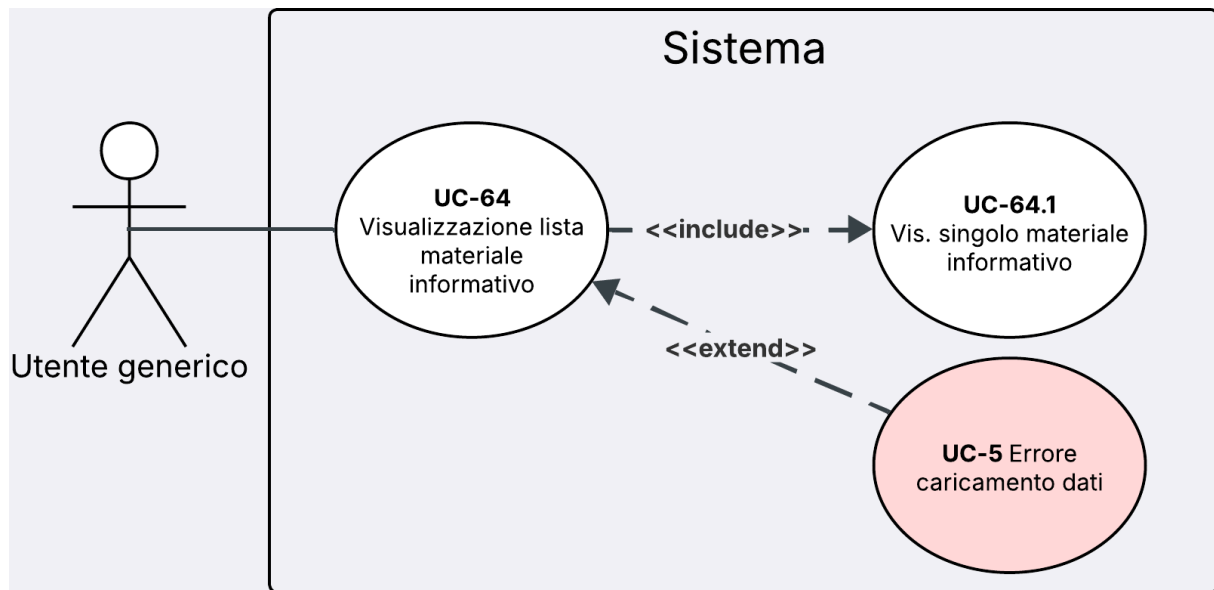 Sistema
UC-64
Visualizzazione lista
materiale
informativo
<<include>>
UC-64.1
Vis. singolo materiale
informativo
Utente generico
<<extend>>
UC-5 Errore
caricamento dati